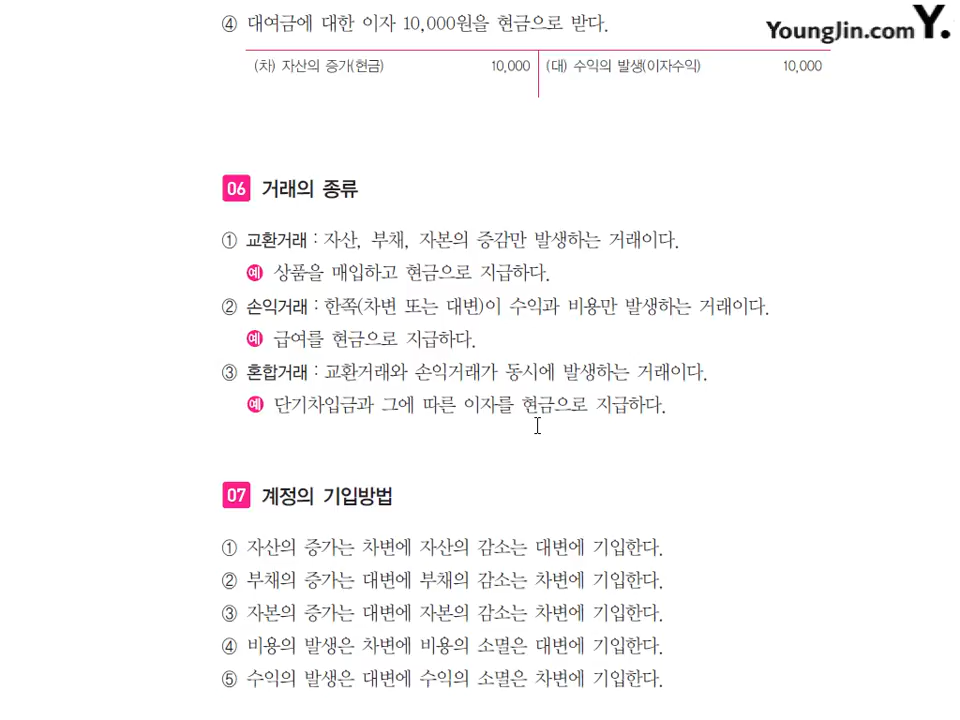 ④ 대여금에 대한 이자 10,000원을 현금으로 받다.
YoungJin.com Y.
(차) 자산의 증가(현금) 10,000 (대) 수익의 발생(이자수익) 10,000
06 거래의 종류
① 교환거래 : 자산, 부채, 자본의 증감만 발생하는 거래이다.
예 상품을 매입하고 현금으로 지급하다.
② 손익거래 : 한쪽(차변 또는 대변)이 수익과 비용만 발생하는 거래이다.
예 급여를 현금으로 지급하다.
③ 혼합거래 : 교환거래와 손익거래가 동시에 발생하는 거래이다.
예 단기차입금과 그에 따른 이자를 현금으로 지급하다.
07 계정의 기입방법
① 자산의 증가는 차변에 자산의 감소는 대변에 기입한다.
② 부채의 증가는 대변에 부채의 감소는 차변에 기입한다.
③ 자본의 증가는 대변에 자본의 감소는 차변에 기입한다.
④ 비용의 발생은 차변에 비용의 소멸은 대변에 기입한다.
⑤ 수익의 발생은 대변에 수익의 소멸은 차변에 기입한다.